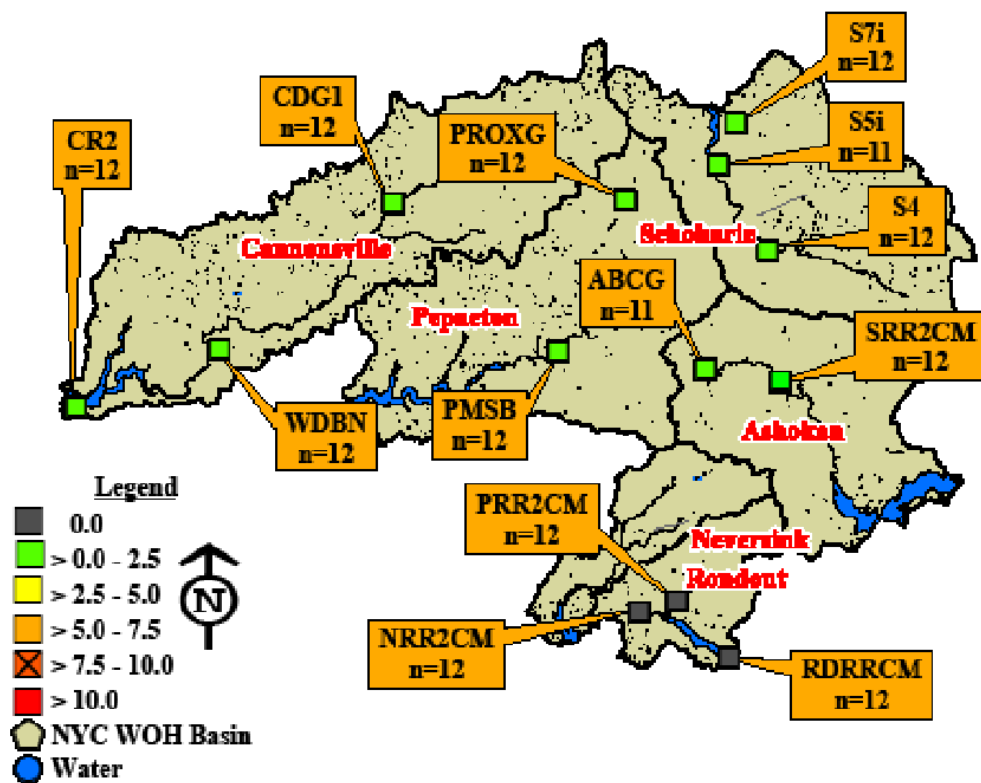 S7i
n=12
CDG1
n=12
PROXG
n=12
CR2
n=12
S5i
n=11
S4
n=12
Cannonsville
Schoharie
ABCG
n=11
Pepacton
SRR2CM
n=12
WDBN
n=12
PMSB
n=12
Ashokan
Legend
0.0
> 0.0 - 2.5
> 2.5 - 5.0
> 5.0 - 7.5
> 7.5 - 10.0
> 10.0
NYC WOH Basin
Water
N
PRR2CM
n=12
Neversink
Rondout
NRR2CM
n=12
RDRRCM
n=12